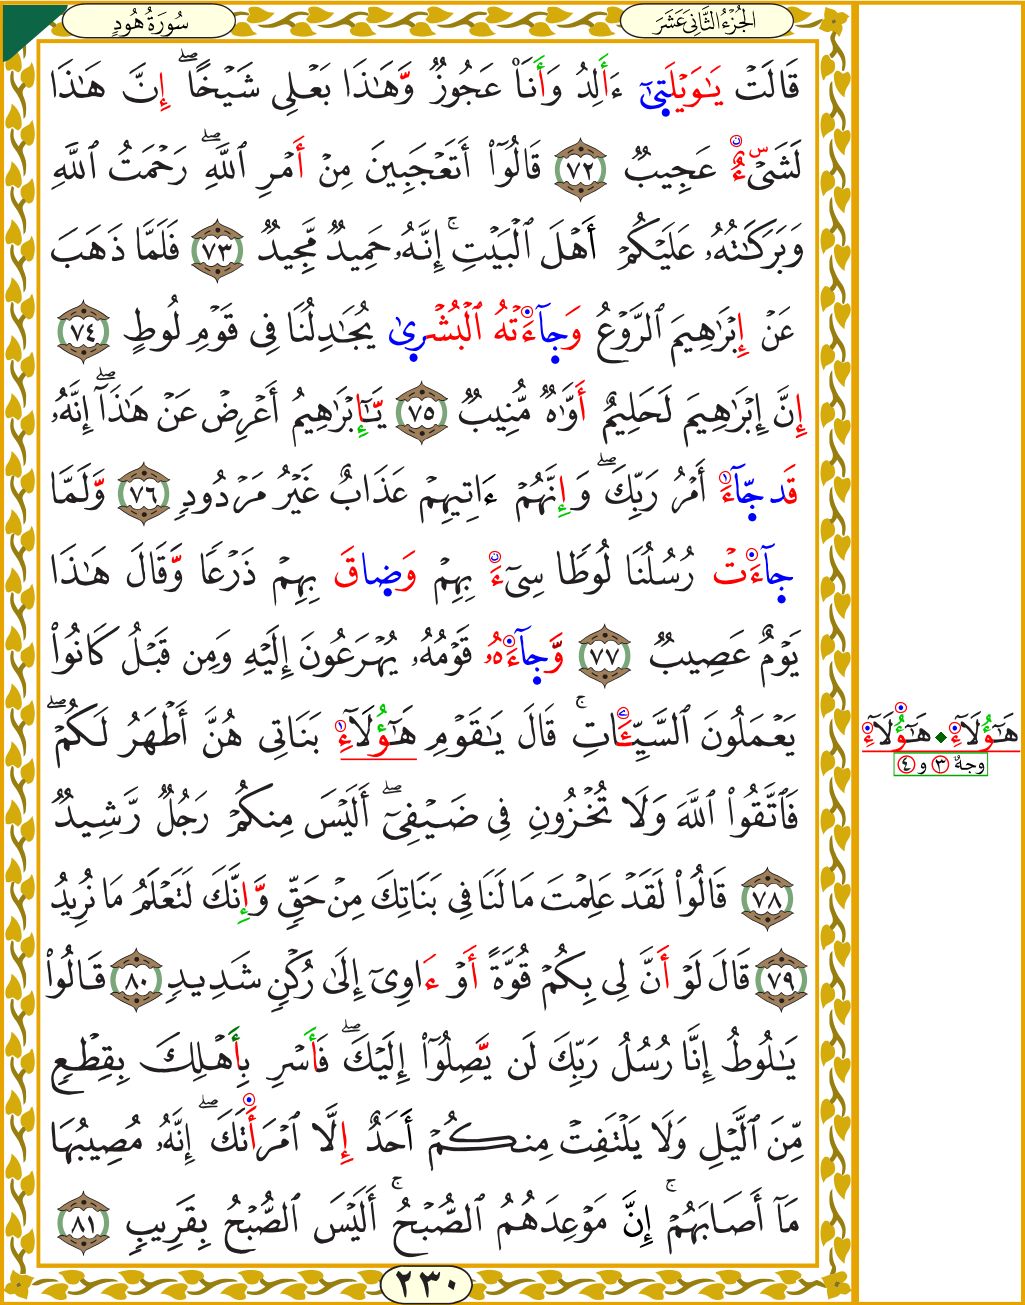 سُورَةُ هُودٍ
الجُزْءُ الثَّانِيَ عَشَرَ
قَالَتْ يَٰوَيْلَتِىٰٓ ءَأَلِدُ وَأَنَا۠ عَجُوزٌ وَّهَٰذَا بَعْلِى شَيْخًا ۖ إِنَّ هَٰذَا
لَشَىْءٌ عَجِيبٌ ٧٢ قَالُوٓا۟ أَتَعْجَبِينَ مِنْ أَمْرِ ٱللَّهِ ۖ رَحْمَتُ ٱللَّهِ
وَبَرَكَٰتُهُۥ عَلَيْكُمْ أَهْلَ ٱلْبَيْتِ ۚ إِنَّهُۥ حَمِيدٌ مَّجِيدٌ ٧٣ فَلَمَّا ذَهَبَ
عَنْ إِبْرَٰهِيمَ ٱلرَّوْعُ وَجِآءَتْهُ ٱلْبُشْرِىٰ يُجَٰدِلُنَا فِى قَوْمِ لُوطٍ ٧٤
إِنَّ إِبْرَٰهِيمَ لَحَلِيمٌ أَوَّٰهٌ مُّنِيبٌ ٧٥ يَّٰٓإِبْرَٰهِيمُ أَعْرِضْ عَنْ هَٰذَآ ۖ إِنَّهُۥ
قَد جِّآءَ أَمْرُ رَبِّكَ ۖ وَإِنَّهُمْ ءَاتِيهِمْ عَذَابٌ غَيْرُ مَرْدُودٍ ٧٦ وَّلَمَّا
جِآءَتْ رُسُلُنَا لُوطًا سِىٓءَ بِهِمْ وَضِاقَ بِهِمْ ذَرْعًا وَّقَالَ هَٰذَا
يَوْمٌ عَصِيبٌ ٧٧ وَّجِآءَهُۥ قَوْمُهُۥ يُهْرَعُونَ إِلَيْهِ وَمِن قَبْلُ كَانُوا۟
يَعْمَلُونَ ٱلسَّيِّـَٔاتِ ۚ قَالَ يَٰقَوْمِ هَٰٓؤُلَآءِ بَنَاتِى هُنَّ أَطْهَرُ لَكُمْ ۖ
فَٱتَّقُوا۟ ٱللَّهَ وَلَا تُخْزُونِ فِى ضَيْفِىٓ ۖ أَلَيْسَ مِنكُمْ رَجُلٌ رَّشِيدٌ
٧٨ قَالُوا۟ لَقَدْ عَلِمْتَ مَا لَنَا فِى بَنَاتِكَ مِنْ حَقٍّ وَّإِنَّكَ لَتَعْلَمُ مَا نُرِيدُ
٧٩ قَالَ لَوْ أَنَّ لِى بِكُمْ قُوَّةً أَوْ ءَاوِىٓ إِلَىٰ رُكْنٍ شَدِيدٍ ٨٠ قَالُوا۟
يَٰلُوطُ إِنَّا رُسُلُ رَبِّكَ لَن يَّصِلُوٓا۟ إِلَيْكَ ۖ فَأَسْرِ بِأَهْلِكَ بِقِطْعٍ
مِّنَ ٱلَّيْلِ وَلَا يَلْتَفِتْ مِنكُمْ أَحَدٌ إِلَّا ٱمْرَأَتَكَ ۖ إِنَّهُۥ مُصِيبُهَا
مَآ أَصَابَهُمْ ۚ إِنَّ مَوْعِدَهُمُ ٱلصُّبْحُ ۚ أَلَيْسَ ٱلصُّبْحُ بِقَرِيبٍ ٨١
٢٣٠
هَٰٓؤُلَآءِ ◆ هَٰٓؤُلَآءِ
وجهٌ ٣ و ٤